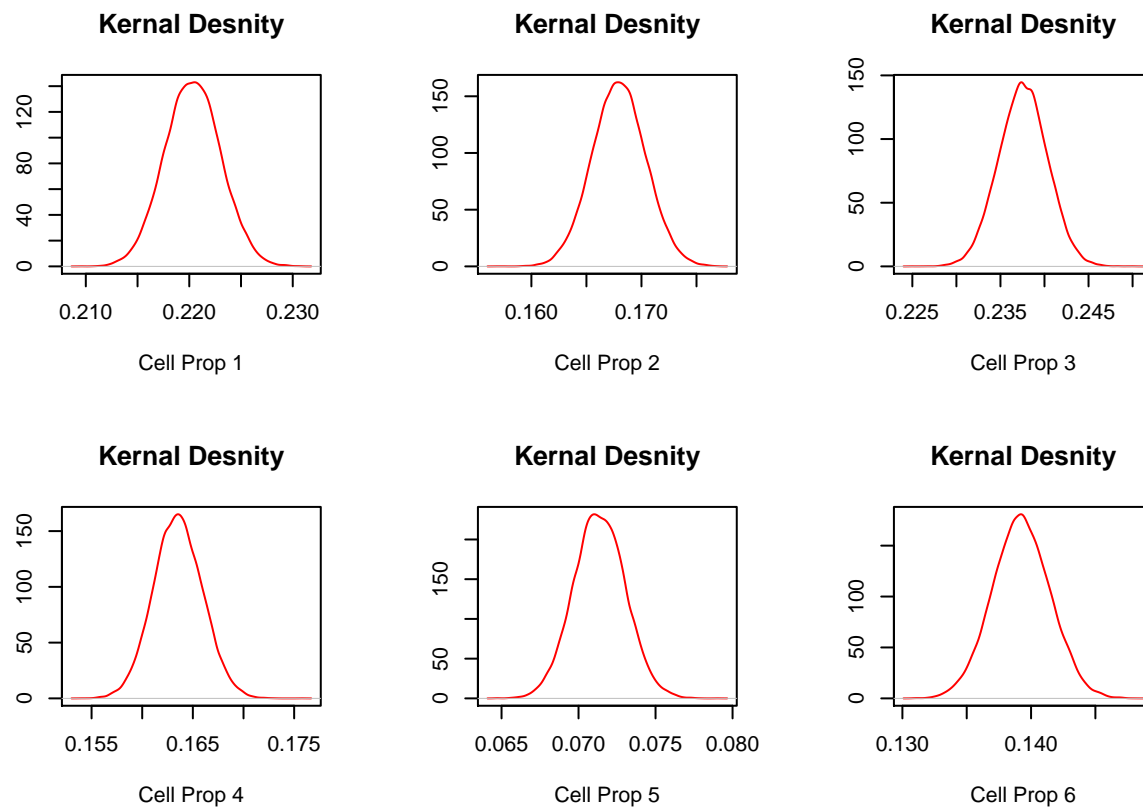 Kernal Desnity
120
80
40
0
0.210 0.220 0.230
Cell Prop 1
Kernal Desnity
150
100
50
0
0.160 0.170
Cell Prop 2
Kernal Desnity
150
100
50
0
0.225 0.235 0.245
Cell Prop 3
Kernal Desnity
150
100
50
0
0.155 0.165 0.175
Cell Prop 4
Kernal Desnity
150
50
0
0.065 0.070 0.075 0.080
Cell Prop 5
Kernal Desnity
100
50
0
0.130 0.140
Cell Prop 6